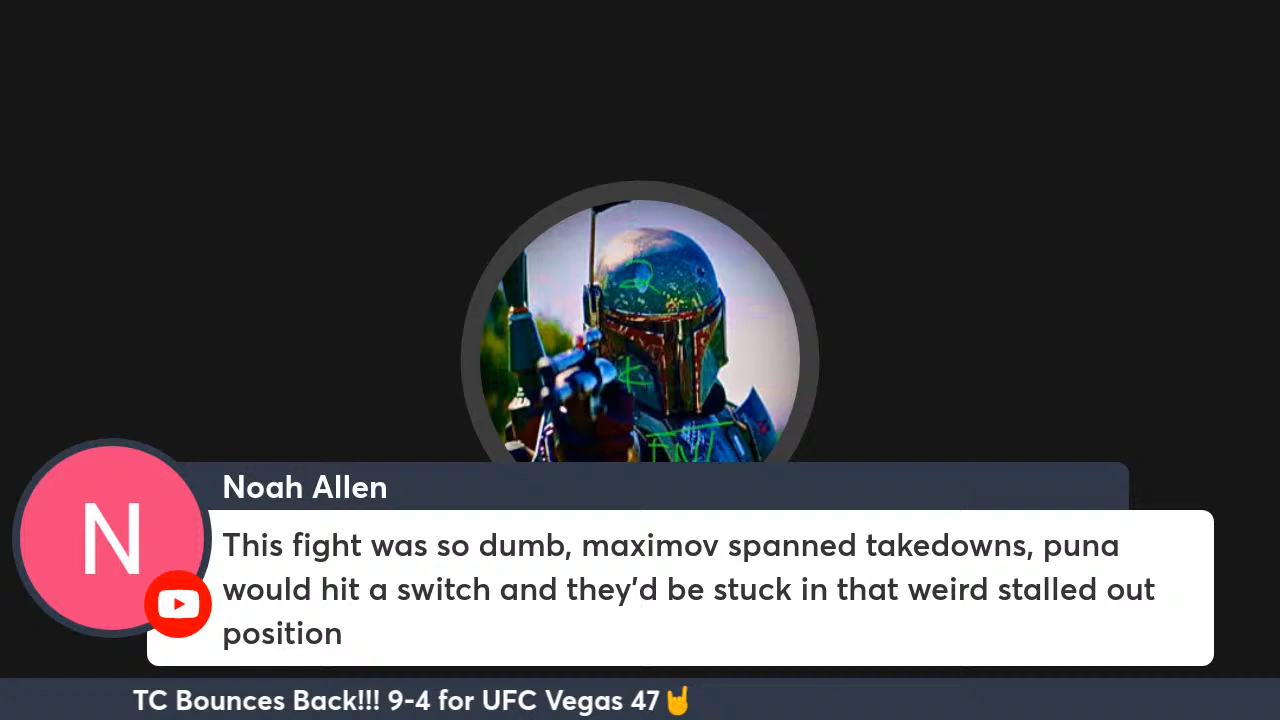 Noah Allen
N
This fight was so dumb, maximov spanned takedowns, puna
would hit a switch and they'd be stuck in that weird stalled out
position
TC Bounces Back!!! 9-4 for UFC Vegas 47🤘